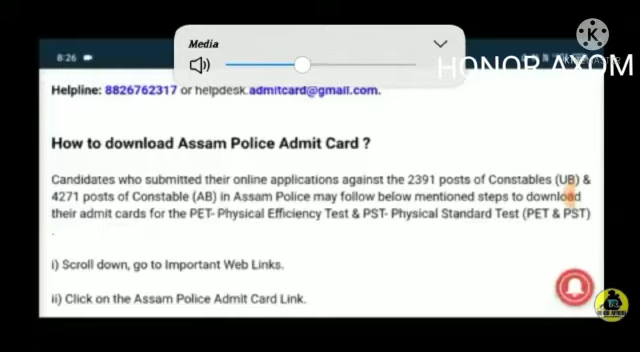 Media
8:26
HONOR AXOM
Helpline: 8826762317 or helpdesk.admitcard@gmail.com.
How to download Assam Police Admit Card ?
Candidates who submitted their online applications against the 2391 posts of Constables (UB) &
4271 posts of Constable (AB) in Assam Police may follow below mentioned steps to download
their admit cards for the PET- Physical Efficiency Test & PST- Physical Standard Test (PET & PST)
.
i) Scroll down, go to Important Web Links.
ii) Click on the Assam Police Admit Card Link.